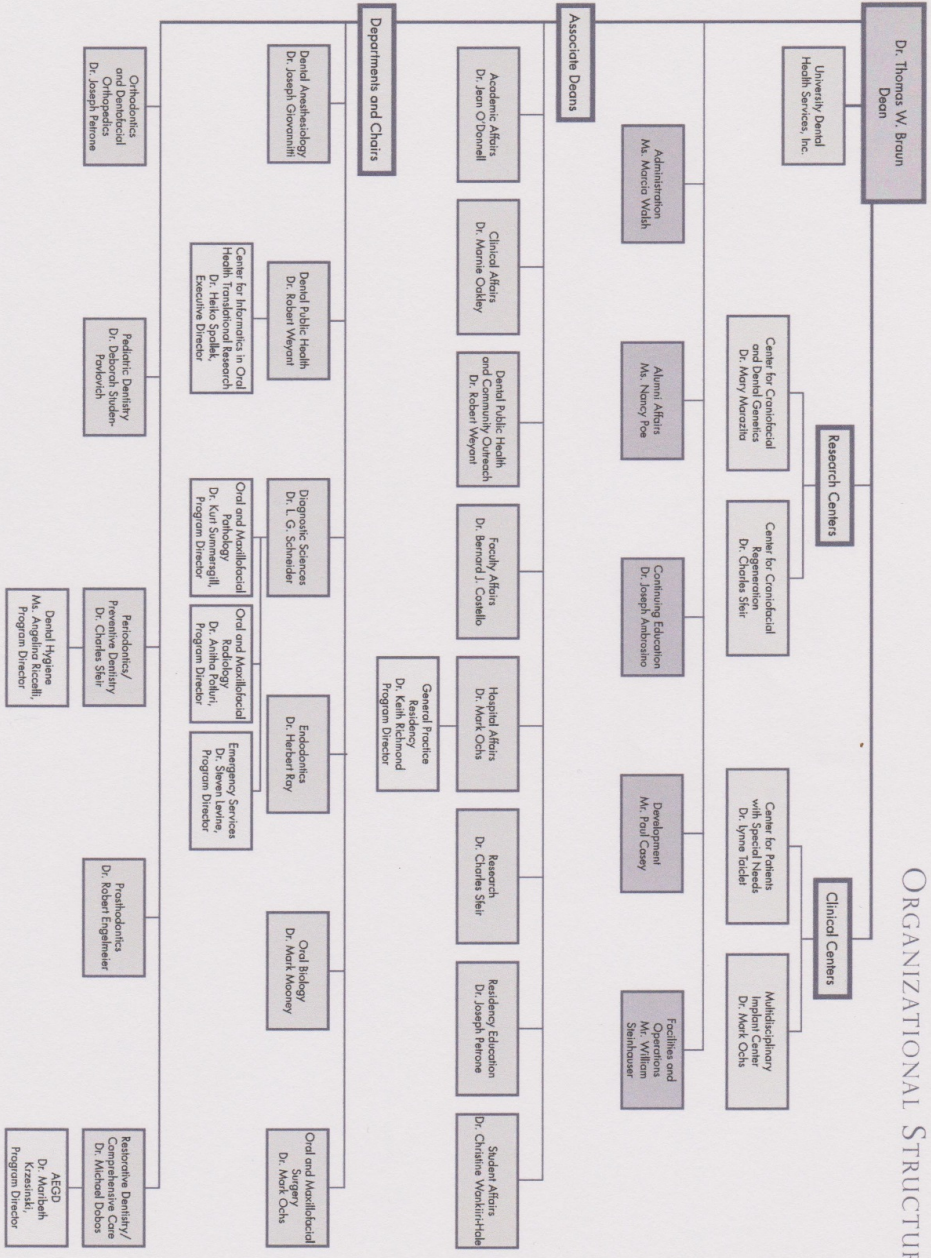 ORGANIZATIONAL STRUCTURE
Dr. Thomas W. Braun
Dean
University Dental
Health Services, Inc.
Research Centers
Center for Craniofacial
and Dental Genetics
Dr. Mary Marazita
Center for Craniofacial
Regeneration
Dr. Charles Sfeir
Clinical Centers
Center for Patients
with Special Needs
Dr. Lynne Taiclet
Multidisciplinary
Implant Center
Dr. Mark Ochs
Administration
Ms. Marcia Walsh
Alumni Affairs
Ms. Nancy Poe
Continuing Education
Dr. Joseph Ambrosino
Development
Mr. Paul Casey
Facilities and
Operations
Mr. William
Steinhauser
Associate Deans
Academic Affairs
Dr. Jean O'Donnell
Clinical Affairs
Dr. Marnie Oakley
Dental Public Health
and Community Outreach
Dr. Robert Weyant
Faculty Affairs
Dr. Bernard J. Costello
Hospital Affairs
Dr. Mark Ochs
General Practice
Residency
Dr. Keith Richmond
Program Director
Research
Dr. Charles Sfeir
Residency Education
Dr. Joseph Petrone
Student Affairs
Dr. Christine Wankiiri-Hale
Departments and Chairs
Dental Anesthesiology
Dr. Joseph Giovannitti
Dental Public Health
Dr. Robert Weyant
Center for Informatics in Oral
Health Translational Research
Dr. Heiko Spallek,
Executive Director
Diagnostic Sciences
Dr. L. G. Schneider
Oral and Maxillofacial
Pathology
Dr. Kurt Summersgill,
Program Director
Oral and Maxillofacial
Radiology
Dr. Anitha Potluri,
Program Director
Emergency Services
Dr. Steven Levine,
Program Director
Endodontics
Dr. Herbert Ray
Oral Biology
Dr. Mark Mooney
Oral and Maxillofacial
Surgery
Dr. Mark Ochs
Orthodontics
and Dentofacial
Orthopedics
Dr. Joseph Petrone
Pediatric Dentistry
Dr. Deborah Studen-
Pavlovich
Periodontics/
Preventive Dentistry
Dr. Charles Sfeir
Dental Hygiene
Ms. Angelina Riccelli,
Program Director
Prosthodontics
Dr. Robert Engelmeier
Restorative Dentistry/
Comprehensive Care
Dr. Michael Dobos
AEGD
Dr. Maribeth
Krzesinski,
Program Director